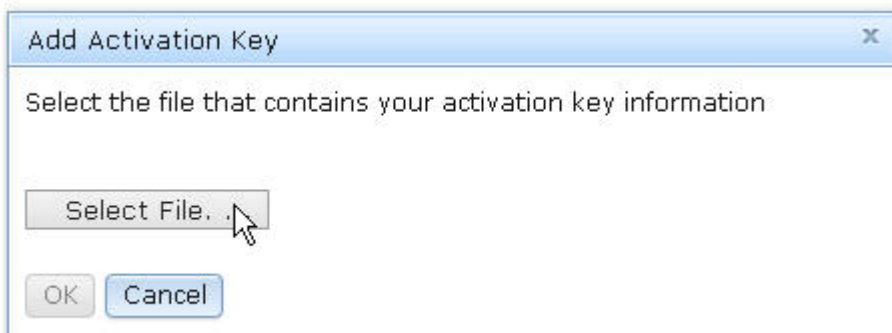 Add Activation Key x
Select the file that contains your activation key information
Select File. .
OK Cancel